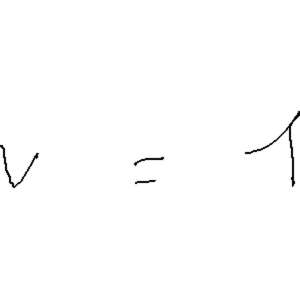 v = 1